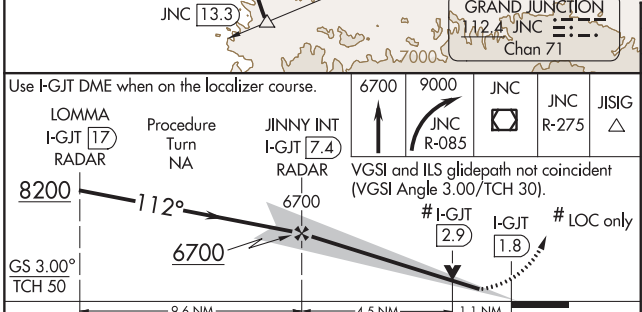 JNC 13.3
GRAND JUNCTION
112.4 JNC
Chan 71
7000
Use I-GJT DME when on the localizer course.
6700
9000
JNC
R-085
JNC
JNC
R-275
JISIG
LOMMA
I-GJT 17
RADAR
Procedure
Turn
NA
JINNY INT
I-GJT 7.4
RADAR
VGSI and ILS glidepath not coincident
(VGSI Angle 3.00/TCH 30).
8200
112°
6700
6700
# I-GJT
2.9
I-GJT
1.8
# LOC only
GS 3.00°
TCH 50
9.6 NM
4.5 NM
1.1 NM